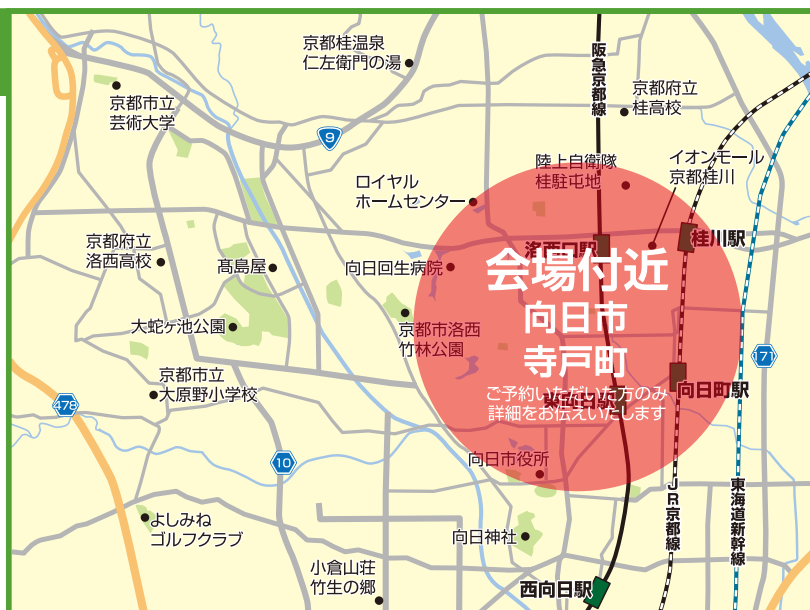 京都桂温泉
仁左衛門の湯
阪急京都線
京都府立
桂高校
京都市立
芸術大学
9
陸上自衛隊
桂駐屯地
イオンモール
京都桂川
ロイヤル
ホームセンター
京都府立
洛西高校
髙島屋
向日回生病院
洛西口駅
桂川駅
会場付近
向日市
寺戸町
大蛇ヶ池公園
京都市洛西
竹林公園
171
京都市立
大原野小学校
478
ご予約いただいた方のみ
詳細をお伝えいたします
東向日駅
向日町駅
10
向日市役所
JR京都線
東海道新幹線
よしみね
ゴルフクラブ
向日神社
小倉山荘
竹生の郷
西向日駅